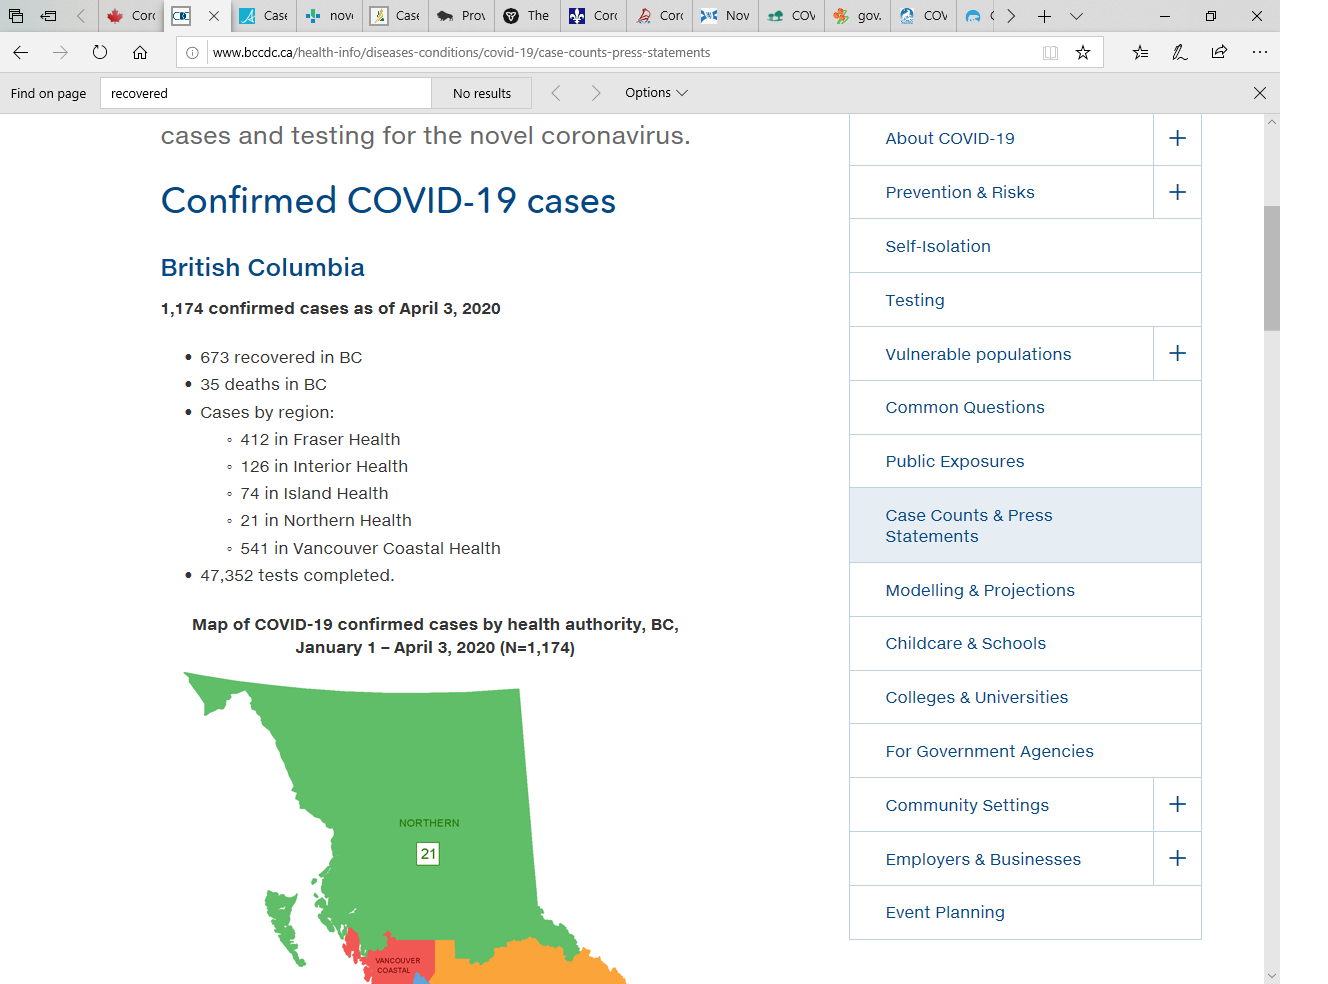 Corc
Case
nove
Case
Prov
The
Corc
Corc
Nov
COV
gov.
COV
www.bccdc.ca/health-info/diseases-conditions/covid-19/case-counts-press-statements
Find on page
recovered
No results
Options
cases and testing for the novel coronavirus.
Confirmed COVID-19 cases
British Columbia
1,174 confirmed cases as of April 3, 2020
• 673 recovered in BC
• 35 deaths in BC
• Cases by region:
◦ 412 in Fraser Health
◦ 126 in Interior Health
◦ 74 in Island Health
◦ 21 in Northern Health
◦ 541 in Vancouver Coastal Health
• 47,352 tests completed.
Map of COVID-19 confirmed cases by health authority, BC,
January 1 – April 3, 2020 (N=1,174)
NORTHERN
21
VANCOUVER
COASTAL
About COVID-19
Prevention & Risks
Self-Isolation
Testing
Vulnerable populations
Common Questions
Public Exposures
Case Counts & Press
Statements
Modelling & Projections
Childcare & Schools
Colleges & Universities
For Government Agencies
Community Settings
Employers & Businesses
Event Planning